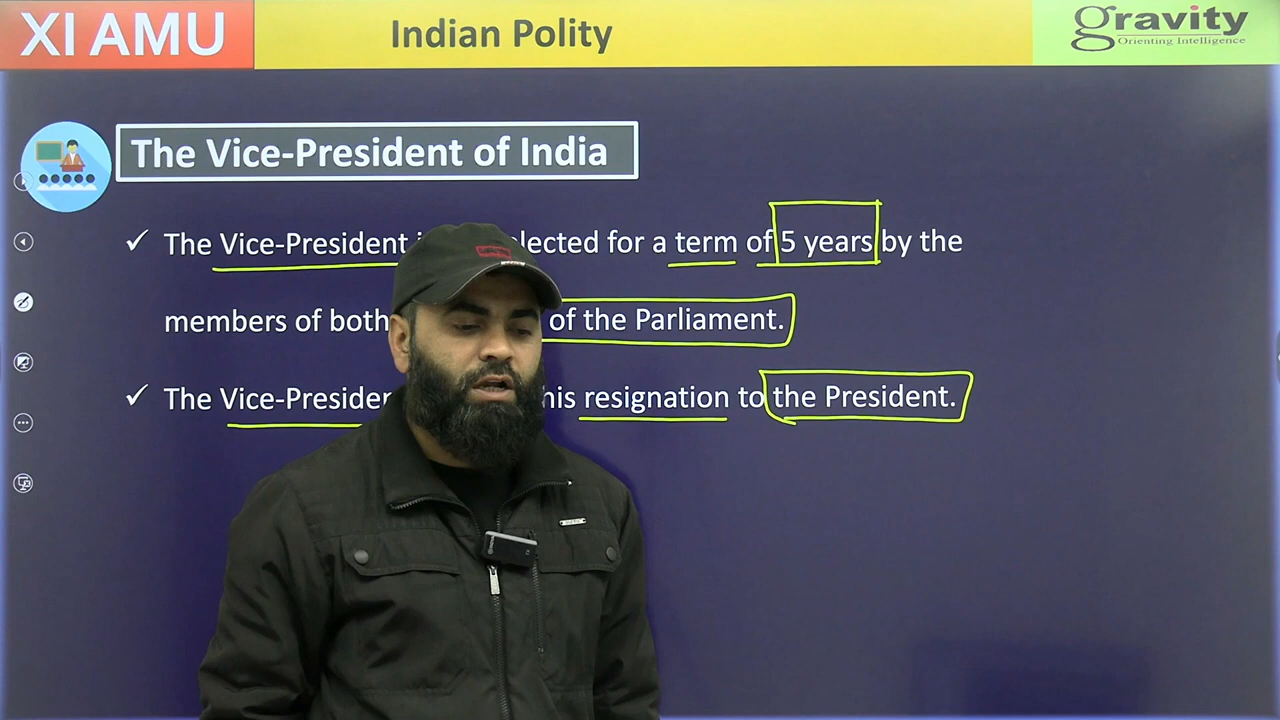 XI AMU
Indian Polity
gravity
Orienting Intelligence
The Vice-President of India
The Vice-President elected for a term of 5 years by the
members of both of the Parliament.
The Vice-President his resignation to the President.